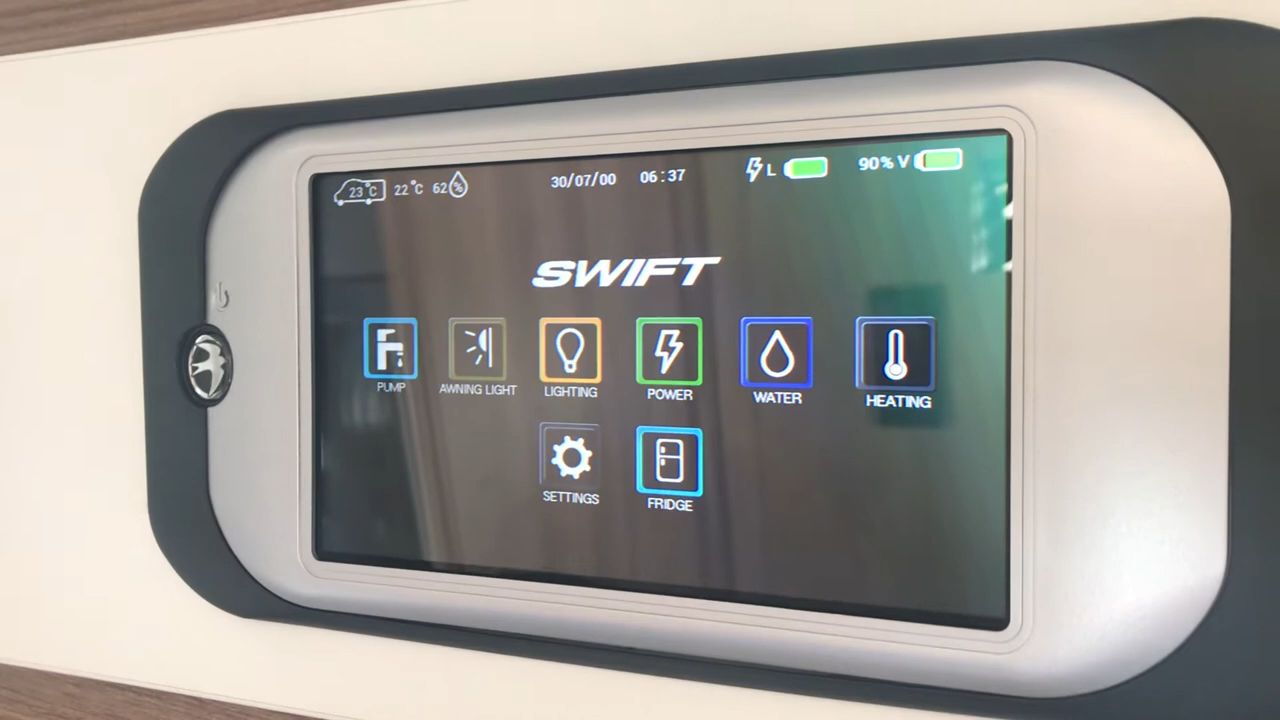 23°C 22°C 62% 30/07/00 06:37 L 90% V
SWIFT
PUMP AWNING LIGHT LIGHTING POWER WATER HEATING
SETTINGS FRIDGE